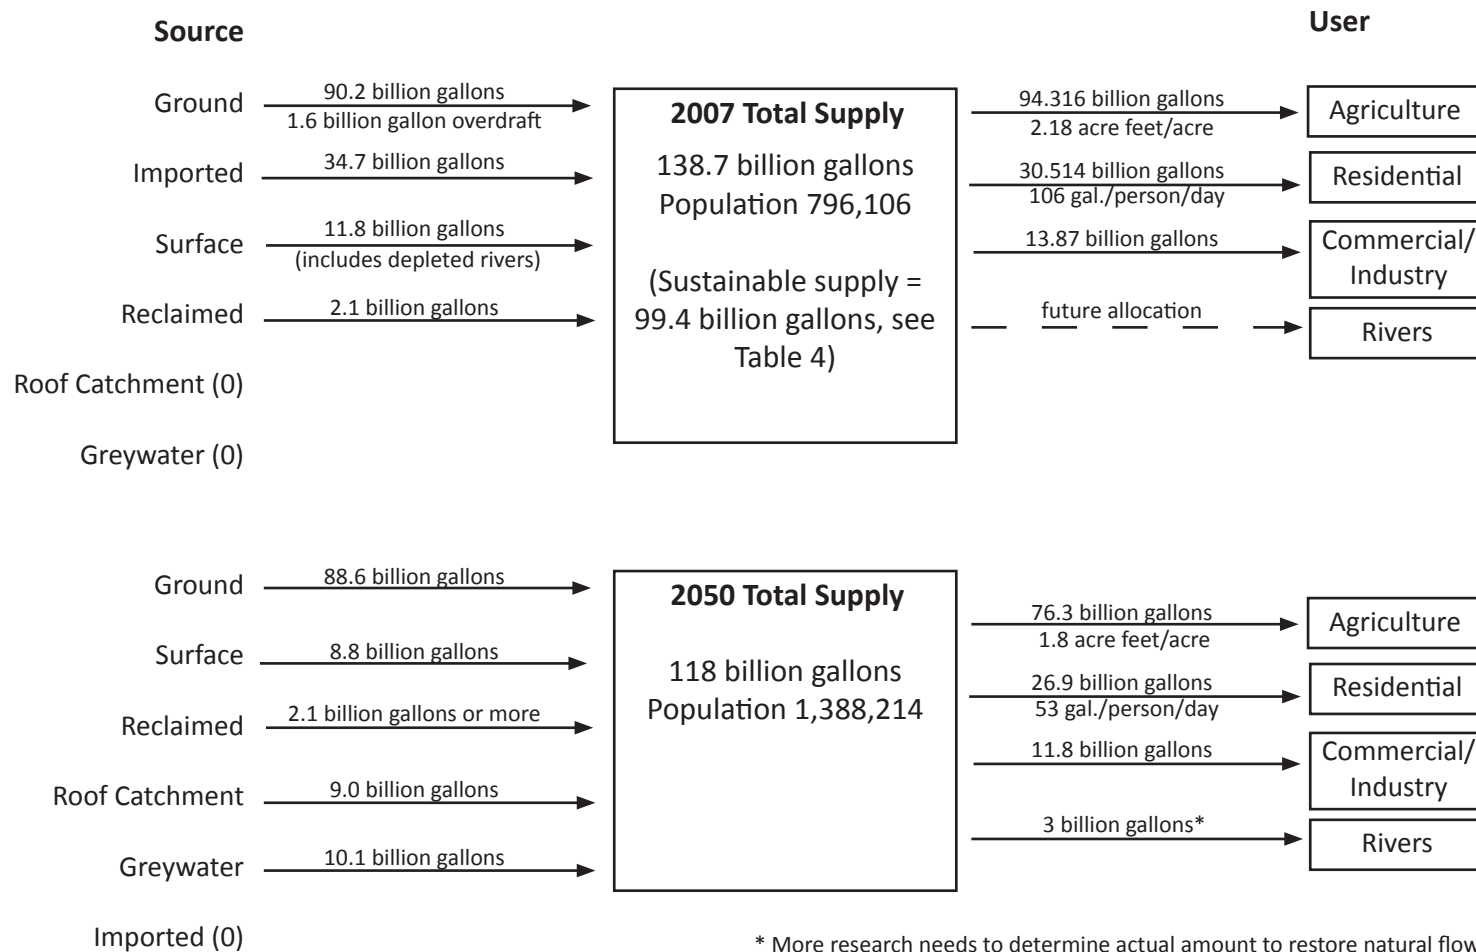 Source
User
Ground
90.2 billion gallons
1.6 billion gallon overdraft
Imported
34.7 billion gallons
Surface
11.8 billion gallons
(includes depleted rivers)
Reclaimed
2.1 billion gallons
Roof Catchment (0)
Greywater (0)
2007 Total Supply
138.7 billion gallons
Population 796,106
(Sustainable supply =
99.4 billion gallons, see
Table 4)
94.316 billion gallons
2.18 acre feet/acre
Agriculture
30.514 billion gallons
106 gal./person/day
Residential
13.87 billion gallons
Commercial/
Industry
future allocation
Rivers
Ground
88.6 billion gallons
Surface
8.8 billion gallons
Reclaimed
2.1 billion gallons or more
Roof Catchment
9.0 billion gallons
Greywater
10.1 billion gallons
Imported (0)
2050 Total Supply
118 billion gallons
Population 1,388,214
76.3 billion gallons
1.8 acre feet/acre
Agriculture
26.9 billion gallons
53 gal./person/day
Residential
11.8 billion gallons
Commercial/
Industry
3 billion gallons*
Rivers
* More research needs to determine actual amount to restore natural flow